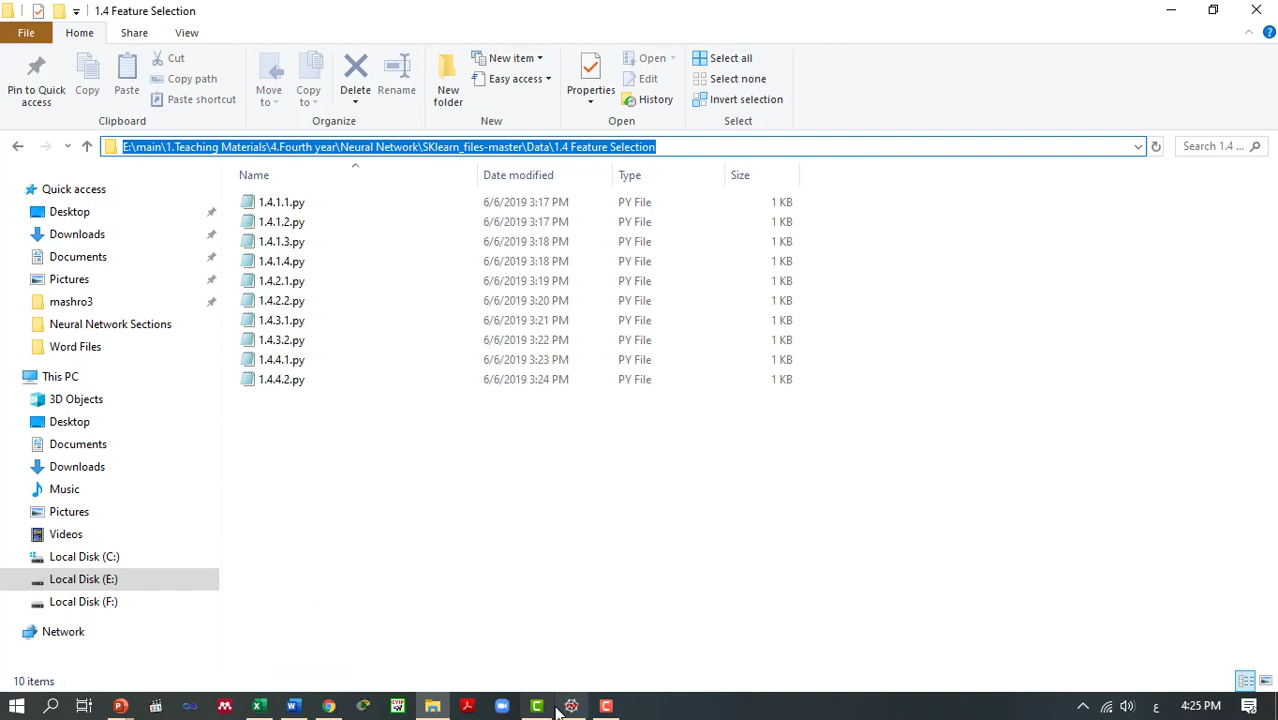 1.4 Feature Selection
File Home Share View
Pin to Quick access
Copy
Paste
Cut
Copy path
Paste shortcut
Clipboard
Move to
Copy to
Delete
Rename
Organize
New folder
New item
Easy access
New
Properties
Open
Edit
History
Open
Select all
Select none
Invert selection
Select
E:\main\1.Teaching Materials\4.Fourth year\Neural Network\SKlearn_files-master\Data\1.4 Feature Selection
Search 1.4 ...
Name Date modified Type Size
1.4.1.1.py 6/6/2019 3:17 PM PY File 1 KB
1.4.1.2.py 6/6/2019 3:17 PM PY File 1 KB
1.4.1.3.py 6/6/2019 3:18 PM PY File 1 KB
1.4.1.4.py 6/6/2019 3:18 PM PY File 1 KB
1.4.2.1.py 6/6/2019 3:19 PM PY File 1 KB
1.4.2.2.py 6/6/2019 3:20 PM PY File 1 KB
1.4.3.1.py 6/6/2019 3:21 PM PY File 1 KB
1.4.3.2.py 6/6/2019 3:22 PM PY File 1 KB
1.4.4.1.py 6/6/2019 3:23 PM PY File 1 KB
1.4.4.2.py 6/6/2019 3:24 PM PY File 1 KB
Quick access
Desktop
Downloads
Documents
Pictures
mashro3
Neural Network Sections
Word Files
This PC
3D Objects
Desktop
Documents
Downloads
Music
Pictures
Videos
Local Disk (C:)
Local Disk (E:)
Local Disk (F:)
Network
10 items
CVIP
ع
4:25 PM